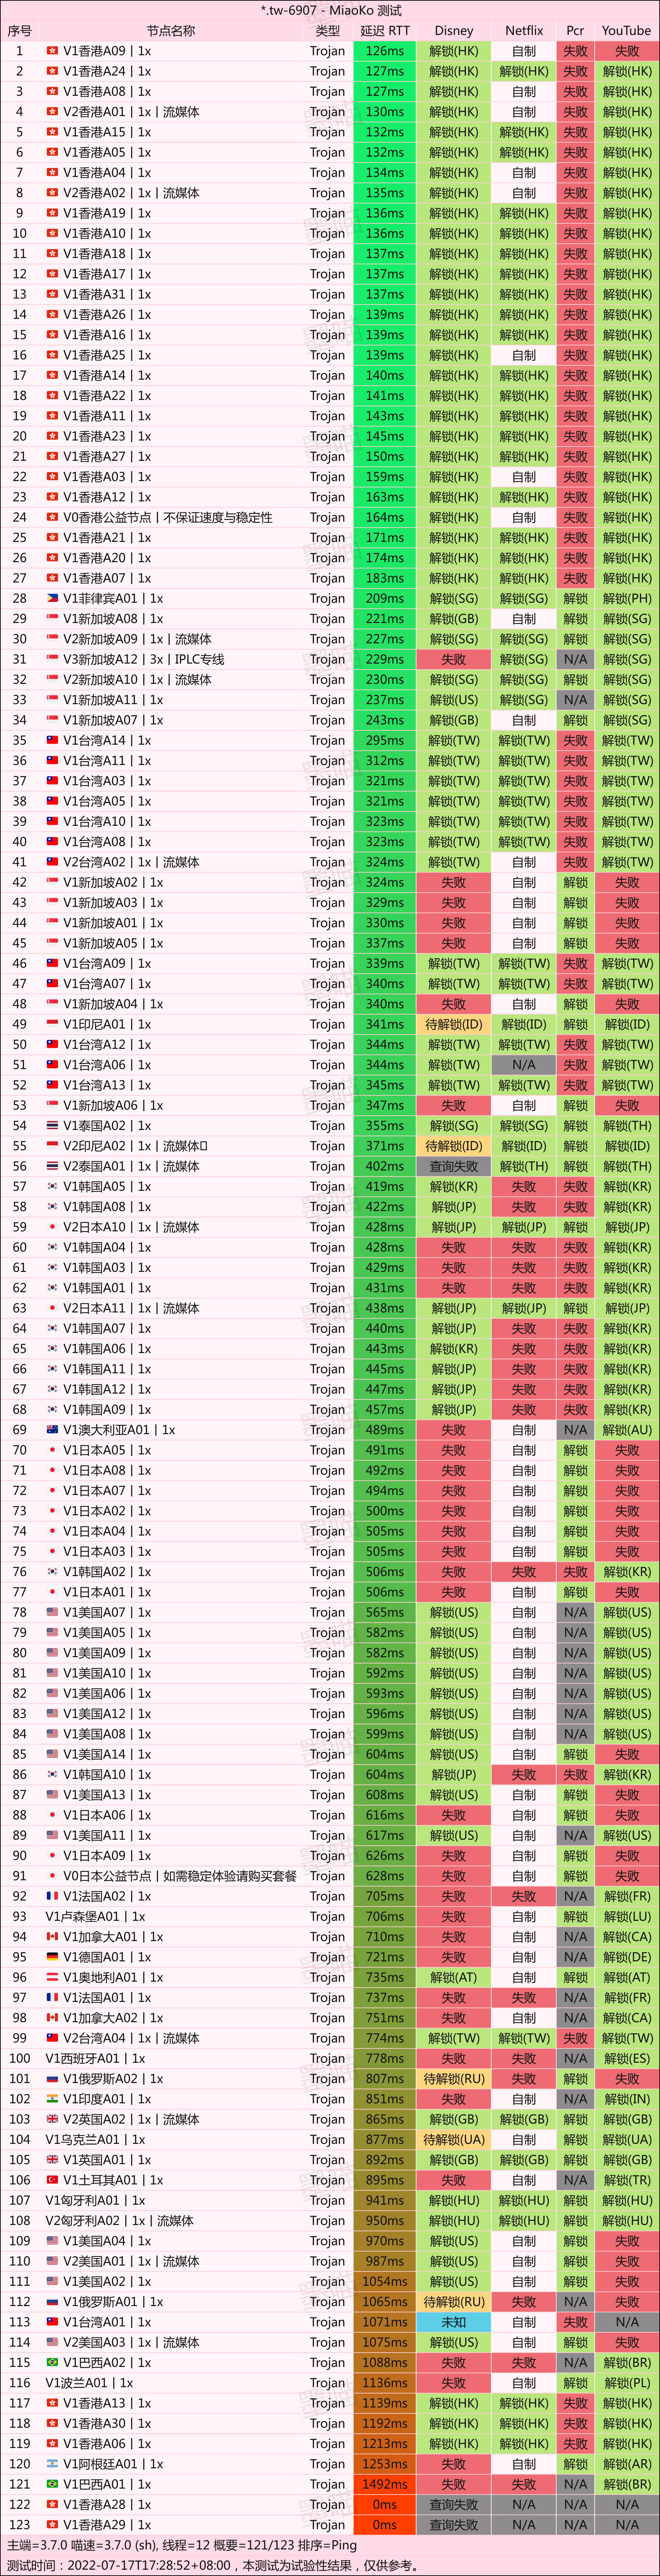 *.tw-6907 - MiaoKo 测试
序号 节点名称 类型 延迟 RTT Disney Netflix Pcr YouTube
1 V1香港A09 | 1x Trojan 126ms 解锁(HK) 自制 失败 失败
2 V1香港A24 | 1x Trojan 127ms 解锁(HK) 解锁(HK) 失败 解锁(HK)
3 V1香港A08 | 1x Trojan 127ms 解锁(HK) 自制 失败 解锁(HK)
4 V2香港A01 | 1x | 流媒体 Trojan 130ms 解锁(HK) 自制 失败 解锁(HK)
5 V1香港A15 | 1x Trojan 132ms 解锁(HK) 解锁(HK) 失败 解锁(HK)
6 V1香港A05 | 1x Trojan 132ms 解锁(HK) 解锁(HK) 失败 解锁(HK)
7 V1香港A04 | 1x Trojan 134ms 解锁(HK) 自制 失败 解锁(HK)
8 V2香港A02 | 1x | 流媒体 Trojan 135ms 解锁(HK) 自制 失败 解锁(HK)
9 V1香港A19 | 1x Trojan 136ms 解锁(HK) 解锁(HK) 失败 解锁(HK)
10 V1香港A10 | 1x Trojan 136ms 解锁(HK) 解锁(HK) 失败 解锁(HK)
11 V1香港A18 | 1x Trojan 137ms 解锁(HK) 解锁(HK) 失败 解锁(HK)
12 V1香港A17 | 1x Trojan 137ms 解锁(HK) 解锁(HK) 失败 解锁(HK)
13 V1香港A31 | 1x Trojan 137ms 解锁(HK) 解锁(HK) 失败 解锁(HK)
14 V1香港A26 | 1x Trojan 139ms 解锁(HK) 解锁(HK) 失败 解锁(HK)
15 V1香港A16 | 1x Trojan 139ms 解锁(HK) 解锁(HK) 失败 解锁(HK)
16 V1香港A25 | 1x Trojan 139ms 解锁(HK) 自制 失败 解锁(HK)
17 V1香港A14 | 1x Trojan 140ms 解锁(HK) 解锁(HK) 失败 解锁(HK)
18 V1香港A22 | 1x Trojan 141ms 解锁(HK) 解锁(HK) 失败 解锁(HK)
19 V1香港A11 | 1x Trojan 143ms 解锁(HK) 解锁(HK) 失败 解锁(HK)
20 V1香港A23 | 1x Trojan 145ms 解锁(HK) 解锁(HK) 失败 解锁(HK)
21 V1香港A27 | 1x Trojan 150ms 解锁(HK) 解锁(HK) 失败 解锁(HK)
22 V1香港A03 | 1x Trojan 159ms 解锁(HK) 自制 失败 解锁(HK)
23 V1香港A12 | 1x Trojan 163ms 解锁(HK) 解锁(HK) 失败 解锁(HK)
24 V0香港公益节点 | 不保证速度与稳定性 Trojan 164ms 解锁(HK) 自制 失败 解锁(HK)
25 V1香港A21 | 1x Trojan 171ms 解锁(HK) 解锁(HK) 失败 解锁(HK)
26 V1香港A20 | 1x Trojan 174ms 解锁(HK) 解锁(HK) 失败 解锁(HK)
27 V1香港A07 | 1x Trojan 183ms 解锁(HK) 解锁(HK) 失败 解锁(HK)
28 V1菲律宾A01 | 1x Trojan 209ms 解锁(SG) 解锁(SG) 解锁 解锁(PH)
29 V1新加坡A08 | 1x Trojan 221ms 解锁(GB) 自制 解锁 解锁(SG)
30 V2新加坡A09 | 1x | 流媒体 Trojan 227ms 解锁(SG) 解锁(SG) 解锁 解锁(SG)
31 V3新加坡A12 | 3x | IPLC专线 Trojan 229ms 失败 解锁(SG) N/A 解锁(SG)
32 V2新加坡A10 | 1x | 流媒体 Trojan 230ms 解锁(SG) 解锁(SG) 解锁 解锁(SG)
33 V1新加坡A11 | 1x Trojan 237ms 解锁(US) 解锁(SG) N/A 解锁(SG)
34 V1新加坡A07 | 1x Trojan 243ms 解锁(GB) 自制 解锁 解锁(SG)
35 V1台湾A14 | 1x Trojan 295ms 解锁(TW) 解锁(TW) 失败 解锁(TW)
36 V1台湾A11 | 1x Trojan 312ms 解锁(TW) 解锁(TW) 失败 解锁(TW)
37 V1台湾A03 | 1x Trojan 321ms 解锁(TW) 解锁(TW) 失败 解锁(TW)
38 V1台湾A05 | 1x Trojan 321ms 解锁(TW) 解锁(TW) 失败 解锁(TW)
39 V1台湾A10 | 1x Trojan 323ms 解锁(TW) 解锁(TW) 失败 解锁(TW)
40 V1台湾A08 | 1x Trojan 323ms 解锁(TW) 解锁(TW) 失败 解锁(TW)
41 V2台湾A02 | 1x | 流媒体 Trojan 324ms 解锁(TW) 自制 失败 解锁(TW)
42 V1新加坡A02 | 1x Trojan 324ms 失败 自制 解锁 失败
43 V1新加坡A03 | 1x Trojan 329ms 失败 自制 解锁 失败
44 V1新加坡A01 | 1x Trojan 330ms 失败 自制 解锁 失败
45 V1新加坡A05 | 1x Trojan 337ms 失败 自制 解锁 失败
46 V1台湾A09 | 1x Trojan 339ms 解锁(TW) 解锁(TW) 失败 解锁(TW)
47 V1台湾A07 | 1x Trojan 340ms 解锁(TW) 解锁(TW) 失败 解锁(TW)
48 V1新加坡A04 | 1x Trojan 340ms 失败 自制 解锁 失败
49 V1印尼A01 | 1x Trojan 341ms 待解锁(ID) 解锁(ID) 解锁 解锁(ID)
50 V1台湾A12 | 1x Trojan 344ms 解锁(TW) 解锁(TW) 失败 解锁(TW)
51 V1台湾A06 | 1x Trojan 344ms 解锁(TW) N/A 失败 解锁(TW)
52 V1台湾A13 | 1x Trojan 345ms 解锁(TW) 解锁(TW) 失败 解锁(TW)
53 V1新加坡A06 | 1x Trojan 347ms 失败 自制 解锁 失败
54 V1泰国A02 | 1x Trojan 355ms 解锁(SG) 解锁(SG) 解锁 解锁(TH)
55 V2印尼A02 | 1x | 流媒体 Trojan 371ms 待解锁(ID) 解锁(ID) 解锁 解锁(ID)
56 V2泰国A01 | 1x | 流媒体 Trojan 402ms 查询失败 解锁(TH) 解锁 解锁(TH)
57 V1韩国A05 | 1x Trojan 419ms 解锁(KR) 失败 失败 解锁(KR)
58 V1韩国A08 | 1x Trojan 422ms 解锁(JP) 失败 失败 解锁(KR)
59 V2日本A10 | 1x | 流媒体 Trojan 428ms 解锁(JP) 解锁(JP) 解锁 解锁(JP)
60 V1韩国A04 | 1x Trojan 428ms 失败 失败 失败 解锁(KR)
61 V1韩国A03 | 1x Trojan 429ms 失败 失败 失败 解锁(KR)
62 V1韩国A01 | 1x Trojan 431ms 失败 失败 失败 解锁(KR)
63 V2日本A11 | 1x | 流媒体 Trojan 438ms 解锁(JP) 解锁(JP) 解锁 解锁(JP)
64 V1韩国A07 | 1x Trojan 440ms 解锁(JP) 失败 失败 解锁(KR)
65 V1韩国A06 | 1x Trojan 443ms 解锁(KR) 失败 失败 解锁(KR)
66 V1韩国A11 | 1x Trojan 445ms 解锁(JP) 失败 失败 解锁(KR)
67 V1韩国A12 | 1x Trojan 447ms 解锁(JP) 失败 失败 解锁(KR)
68 V1韩国A09 | 1x Trojan 457ms 解锁(JP) 失败 失败 解锁(KR)
69 V1澳大利亚A01 | 1x Trojan 489ms 失败 自制 N/A 解锁(AU)
70 V1日本A05 | 1x Trojan 491ms 失败 自制 解锁 失败
71 V1日本A08 | 1x Trojan 492ms 失败 自制 解锁 失败
72 V1日本A07 | 1x Trojan 494ms 失败 自制 解锁 失败
73 V1日本A02 | 1x Trojan 500ms 失败 自制 解锁 失败
74 V1日本A04 | 1x Trojan 505ms 失败 自制 解锁 失败
75 V1日本A03 | 1x Trojan 505ms 失败 自制 解锁 失败
76 V1韩国A02 | 1x Trojan 506ms 失败 失败 失败 解锁(KR)
77 V1日本A01 | 1x Trojan 506ms 失败 自制 解锁 失败
78 V1美国A07 | 1x Trojan 565ms 解锁(US) 自制 N/A 解锁(US)
79 V1美国A05 | 1x Trojan 582ms 解锁(US) 自制 N/A 解锁(US)
80 V1美国A09 | 1x Trojan 582ms 解锁(US) 自制 N/A 解锁(US)
81 V1美国A10 | 1x Trojan 592ms 解锁(US) 自制 N/A 解锁(US)
82 V1美国A06 | 1x Trojan 593ms 解锁(US) 自制 N/A 解锁(US)
83 V1美国A12 | 1x Trojan 596ms 解锁(US) 自制 N/A 解锁(US)
84 V1美国A08 | 1x Trojan 599ms 解锁(US) 自制 N/A 解锁(US)
85 V1美国A14 | 1x Trojan 604ms 解锁(US) 自制 解锁 失败
86 V1韩国A10 | 1x Trojan 604ms 解锁(JP) 失败 失败 解锁(KR)
87 V1美国A13 | 1x Trojan 608ms 解锁(US) 自制 解锁 失败
88 V1日本A06 | 1x Trojan 616ms 失败 自制 解锁 失败
89 V1美国A11 | 1x Trojan 617ms 解锁(US) 自制 N/A 解锁(US)
90 V1日本A09 | 1x Trojan 626ms 失败 自制 解锁 失败
91 V0日本公益节点 | 如需稳定体验请购买套餐 Trojan 628ms 失败 自制 解锁 失败
92 V1法国A02 | 1x Trojan 705ms 失败 失败 N/A 解锁(FR)
93 V1卢森堡A01 | 1x Trojan 706ms 失败 自制 解锁 解锁(LU)
94 V1加拿大A01 | 1x Trojan 710ms 失败 自制 N/A 解锁(CA)
95 V1德国A01 | 1x Trojan 721ms 失败 自制 N/A 解锁(DE)
96 V1奥地利A01 | 1x Trojan 735ms 解锁(AT) 自制 解锁 解锁(AT)
97 V1法国A01 | 1x Trojan 737ms 失败 失败 N/A 解锁(FR)
98 V1加拿大A02 | 1x Trojan 751ms 失败 自制 N/A 解锁(CA)
99 V2台湾A04 | 1x | 流媒体 Trojan 774ms 解锁(TW) 解锁(TW) 失败 解锁(TW)
100 V1西班牙A01 | 1x Trojan 778ms 失败 失败 N/A 解锁(ES)
101 V1俄罗斯A02 | 1x Trojan 807ms 待解锁(RU) 失败 解锁 失败
102 V1印度A01 | 1x Trojan 851ms 失败 自制 N/A 解锁(IN)
103 V2英国A02 | 1x | 流媒体 Trojan 865ms 解锁(GB) 解锁(GB) 解锁 解锁(GB)
104 V1乌克兰A01 | 1x Trojan 877ms 待解锁(UA) 自制 解锁 解锁(UA)
105 V1英国A01 | 1x Trojan 892ms 解锁(GB) 解锁(GB) 解锁 解锁(GB)
106 V1土耳其A01 | 1x Trojan 895ms 失败 自制 N/A 解锁(TR)
107 V1匈牙利A01 | 1x Trojan 941ms 解锁(HU) 解锁(HU) 解锁 解锁(HU)
108 V2匈牙利A02 | 1x | 流媒体 Trojan 950ms 解锁(HU) 解锁(HU) 解锁 解锁(HU)
109 V1美国A04 | 1x Trojan 970ms 解锁(US) 自制 解锁 失败
110 V2美国A01 | 1x | 流媒体 Trojan 987ms 解锁(US) 自制 解锁 失败
111 V1美国A02 | 1x Trojan 1054ms 解锁(US) 自制 解锁 失败
112 V1俄罗斯A01 | 1x Trojan 1065ms 待解锁(RU) 失败 N/A 失败
113 V1台湾A01 | 1x Trojan 1071ms 未知 自制 失败 N/A
114 V2美国A03 | 1x | 流媒体 Trojan 1075ms 解锁(US) 自制 解锁 失败
115 V1巴西A02 | 1x Trojan 1088ms 失败 失败 N/A 解锁(BR)
116 V1波兰A01 | 1x Trojan 1136ms 失败 自制 解锁 解锁(PL)
117 V1香港A13 | 1x Trojan 1139ms 解锁(HK) 解锁(HK) 失败 解锁(HK)
118 V1香港A30 | 1x Trojan 1192ms 解锁(HK) 解锁(HK) 失败 解锁(HK)
119 V1香港A06 | 1x Trojan 1213ms 解锁(HK) 解锁(HK) 失败 解锁(HK)
120 V1阿根廷A01 | 1x Trojan 1253ms 失败 自制 解锁 解锁(AR)
121 V1巴西A01 | 1x Trojan 1492ms 失败 失败 N/A 解锁(BR)
122 V1香港A28 | 1x Trojan 0ms 查询失败 N/A N/A N/A
123 V1香港A29 | 1x Trojan 0ms 查询失败 N/A N/A N/A
主端=3.7.0 喵速=3.7.0 (sh), 线程=12 概要=121/123 排序=Ping
测试时间：2022-07-17T17:28:52+08:00，本测试为试验性结果，仅供参考。